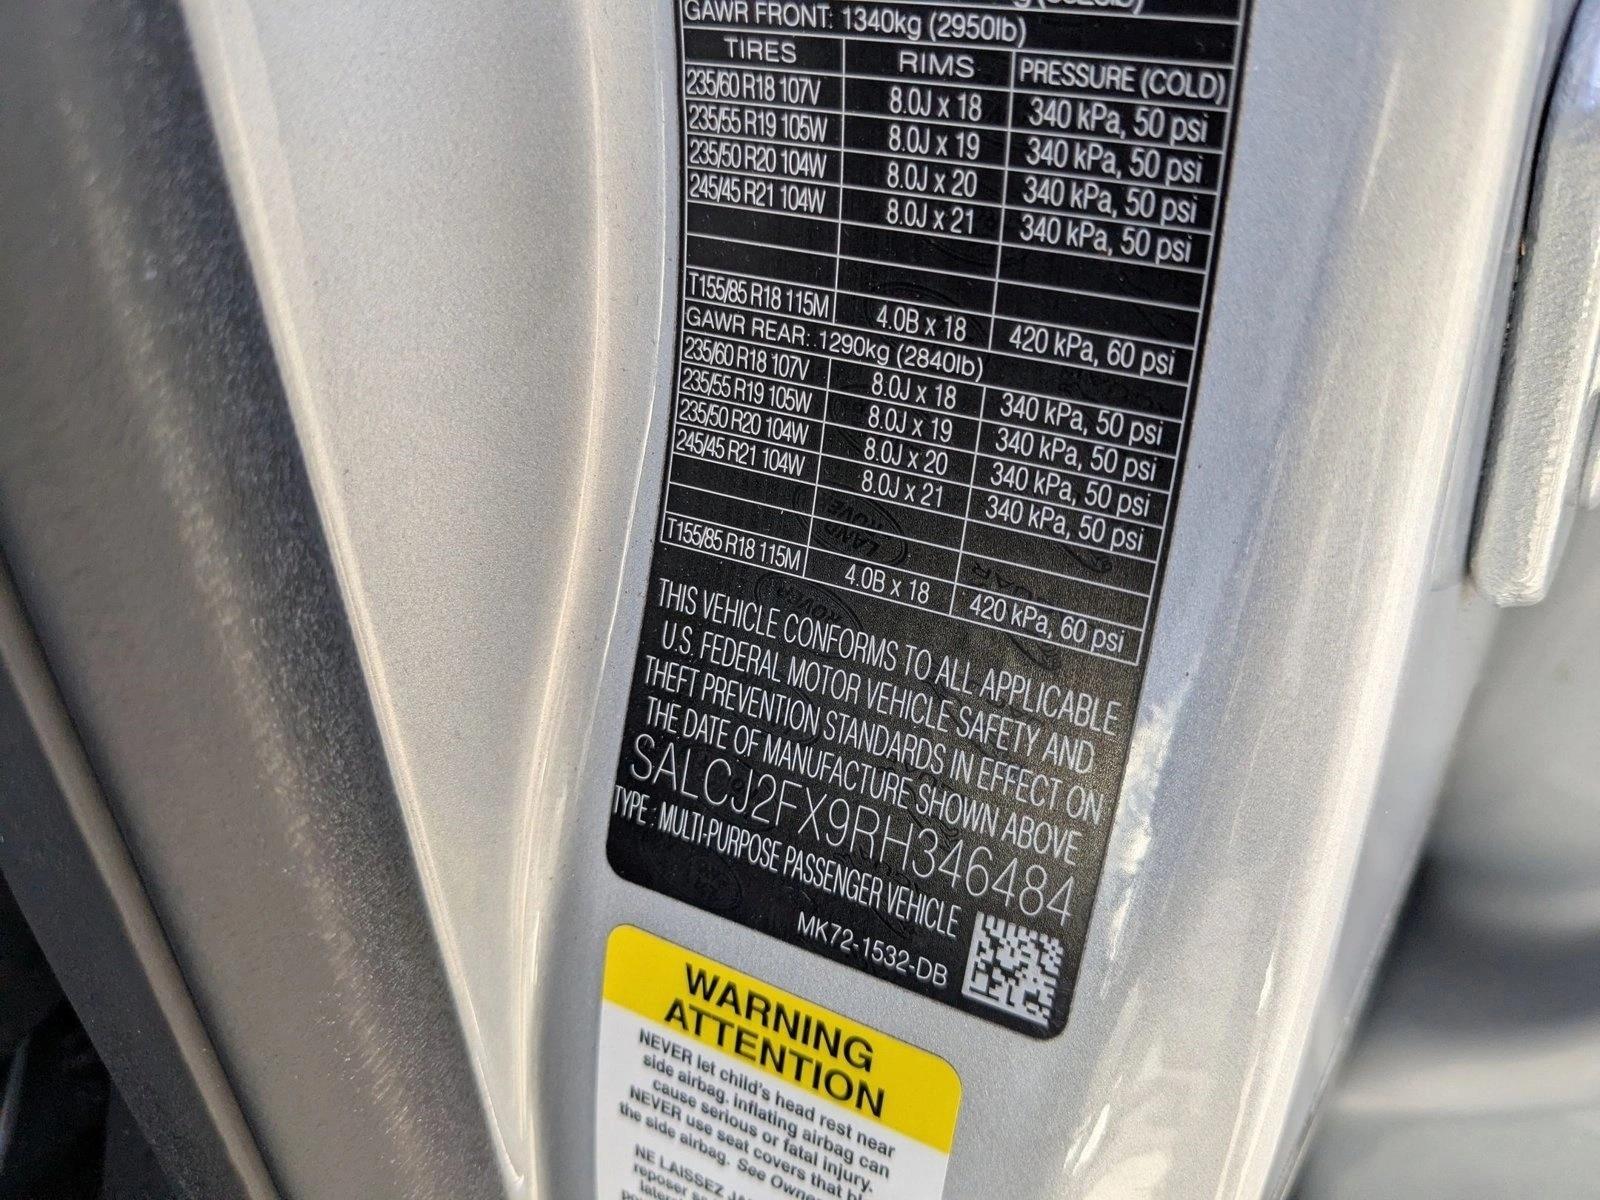 GAWR FRONT: 1340kg (2950lb)
TIRES RIMS PRESSURE (COLD)
235/60 R18 107V 8.0J x 18 340 kPa, 50 psi
235/55 R19 105W 8.0J x 19 340 kPa, 50 psi
235/50 R20 104W 8.0J x 20 340 kPa, 50 psi
245/45 R21 104W 8.0J x 21 340 kPa, 50 psi
T155/85 R18 115M 4.0B x 18 420 kPa, 60 psi
GAWR REAR: 1290kg (2840lb)
235/60 R18 107V 8.0J x 18 340 kPa, 50 psi
235/55 R19 105W 8.0J x 19 340 kPa, 50 psi
235/50 R20 104W 8.0J x 20 340 kPa, 50 psi
245/45 R21 104W 8.0J x 21 340 kPa, 50 psi
T155/85 R18 115M 4.0B x 18 420 kPa, 60 psi
THIS VEHICLE CONFORMS TO ALL APPLICABLE
U.S. FEDERAL MOTOR VEHICLE SAFETY AND
THEFT PREVENTION STANDARDS IN EFFECT ON
THE DATE OF MANUFACTURE SHOWN ABOVE
SALCJ2FX9RH346484
TYPE: MULTI-PURPOSE PASSENGER VEHICLE
MK72-1532-DB
WARNING
ATTENTION
NEVER let child's head rest near
side airbag. inflating airbag can
cause serious or fatal injury.
NEVER use seat covers that
the side airbag. See
NE LAISSEZ
reposer